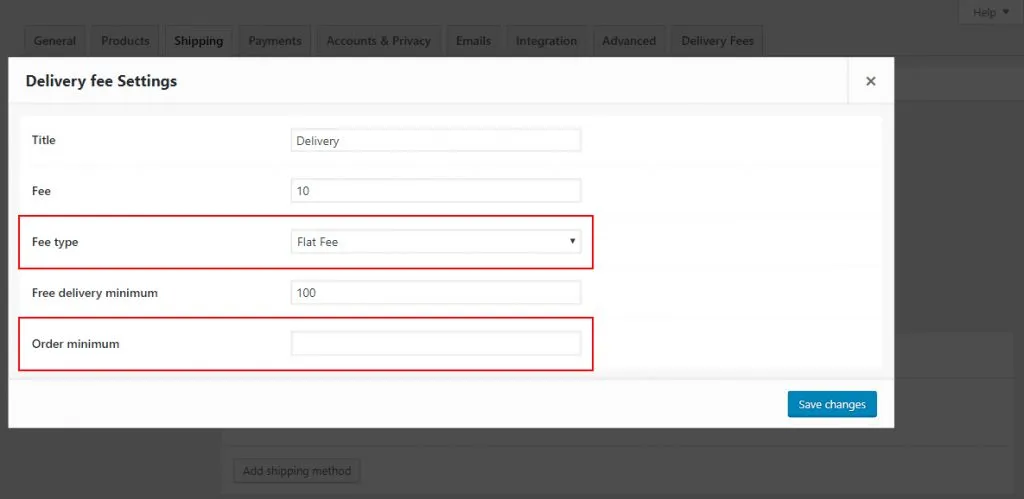 Help
General Products Shipping Payments Accounts & Privacy Emails Integration Advanced Delivery Fees
Delivery fee Settings
Title Delivery
Fee 10
Fee type Flat Fee
Free delivery minimum 100
Order minimum
Save changes
Add shipping method